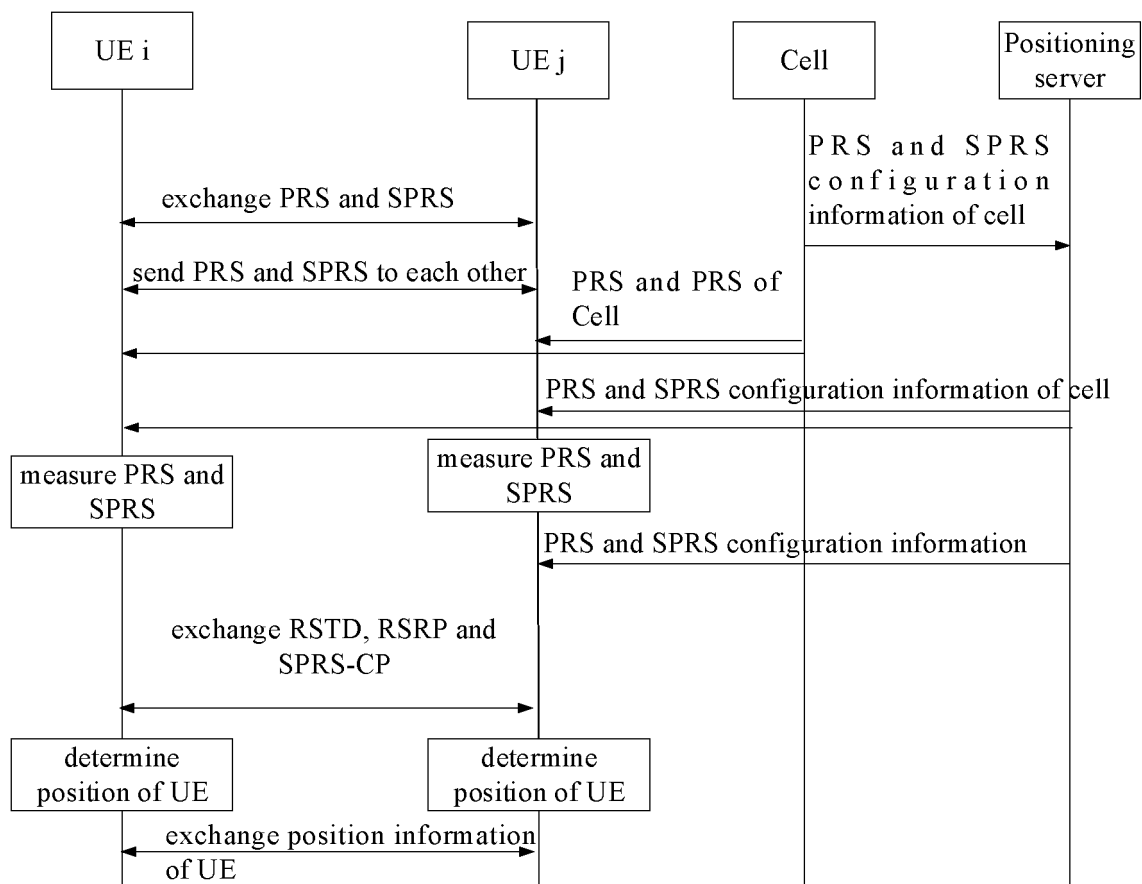 UE i
UE j
Cell
Positioning
server
PRS and SPRS
configuration
information of cell
exchange PRS and SPRS
send PRS and SPRS to each other
PRS and PRS of
Cell
PRS and SPRS configuration information of cell
measure PRS and
SPRS
measure PRS and
SPRS
PRS and SPRS configuration information
exchange RSTD, RSRP and
SPRS-CP
determine
position of UE
determine
position of UE
exchange position information
of UE